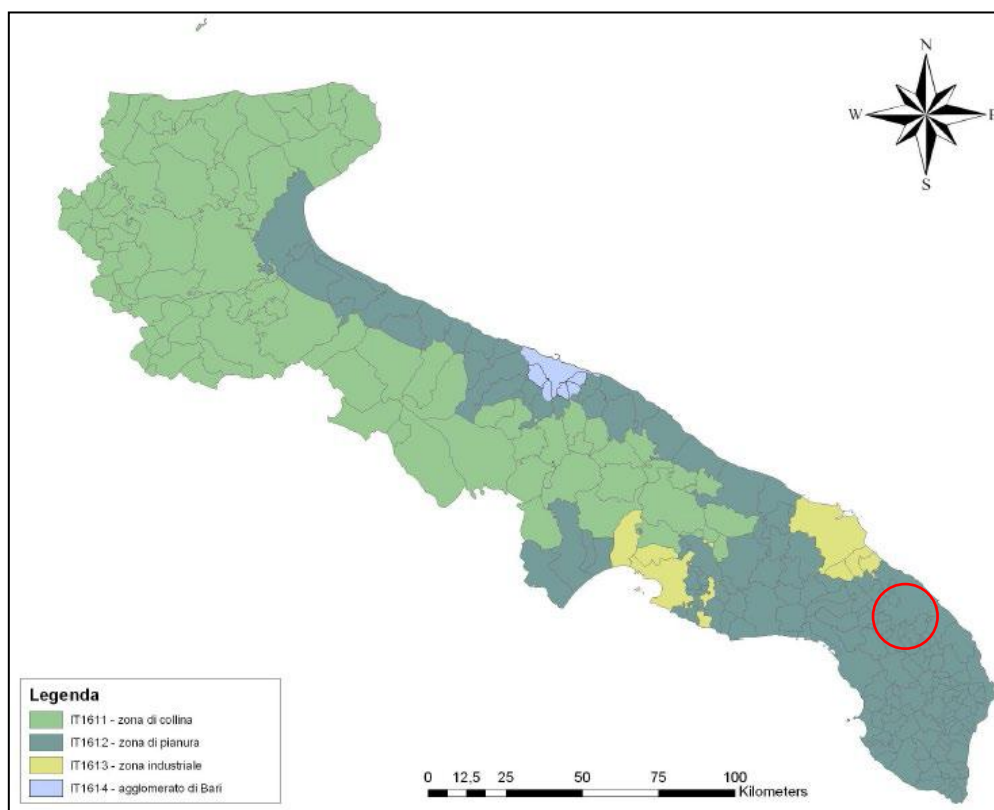 N
W
E
S
Legenda
IT1611 - zona di collina
IT1612 - zona di pianura
IT1613 - zona industriale
IT1614 - agglomerato di Bari
0 12.5 25 50 75 100
Kilometers